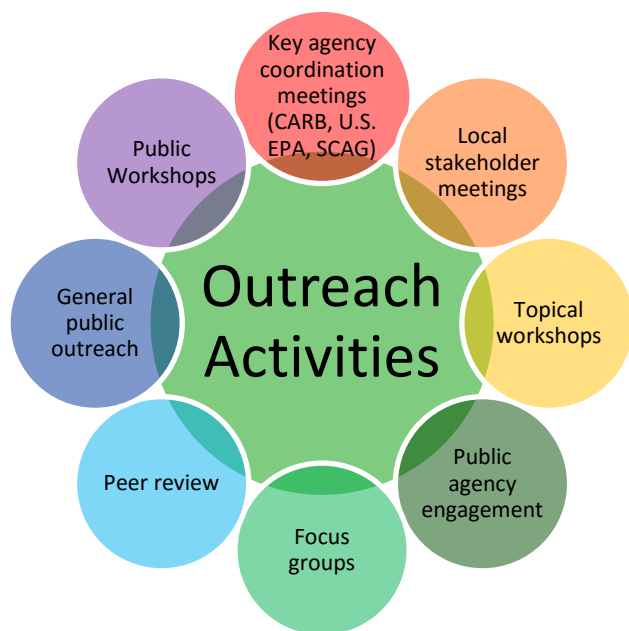 Key agency
coordination
meetings
(CARB, U.S.
EPA, SCAG)
Local
stakeholder
meetings
Topical
workshops
Public
agency
engagement
Focus
groups
Peer review
General
public
outreach
Public
Workshops
Outreach
Activities